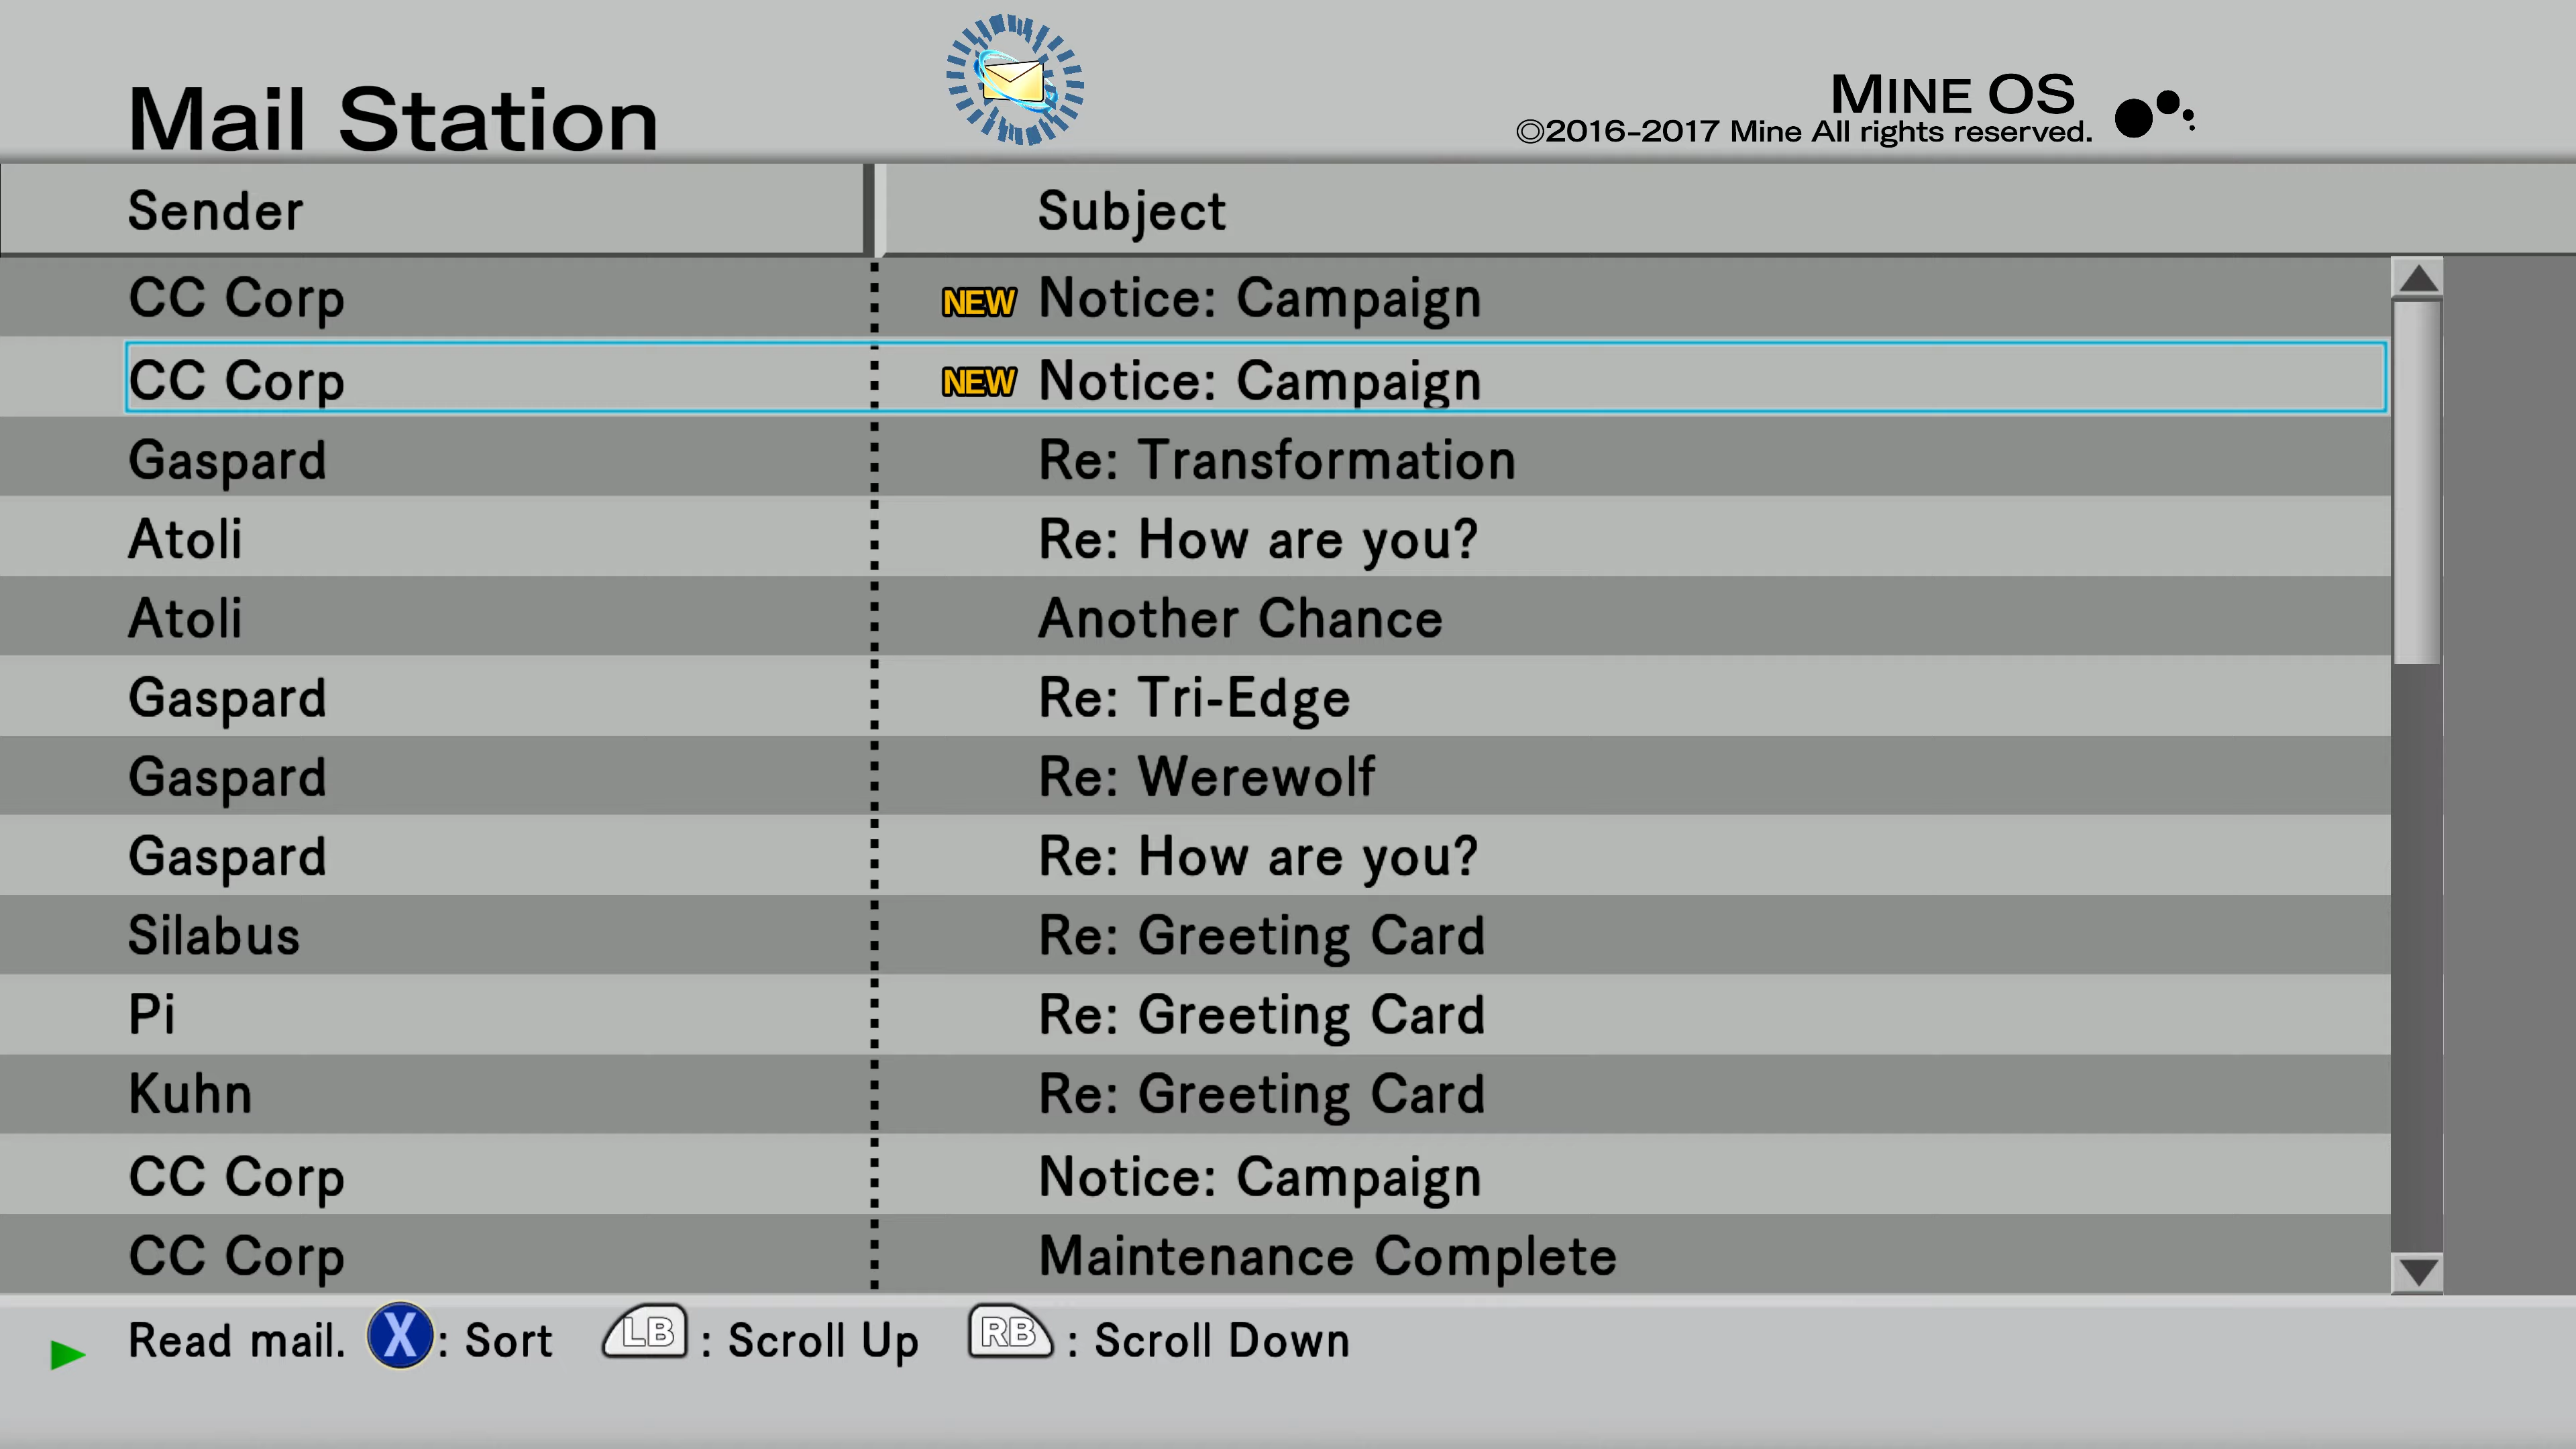 Mail Station
MINE OS
©2016-2017 Mine All rights reserved.
Sender Subject
CC Corp NEW Notice: Campaign
CC Corp NEW Notice: Campaign
Gaspard Re: Transformation
Atoli Re: How are you?
Atoli Another Chance
Gaspard Re: Tri-Edge
Gaspard Re: Werewolf
Gaspard Re: How are you?
Silabus Re: Greeting Card
Pi Re: Greeting Card
Kuhn Re: Greeting Card
CC Corp Notice: Campaign
CC Corp Maintenance Complete
Read mail. X: Sort LB: Scroll Up RB: Scroll Down